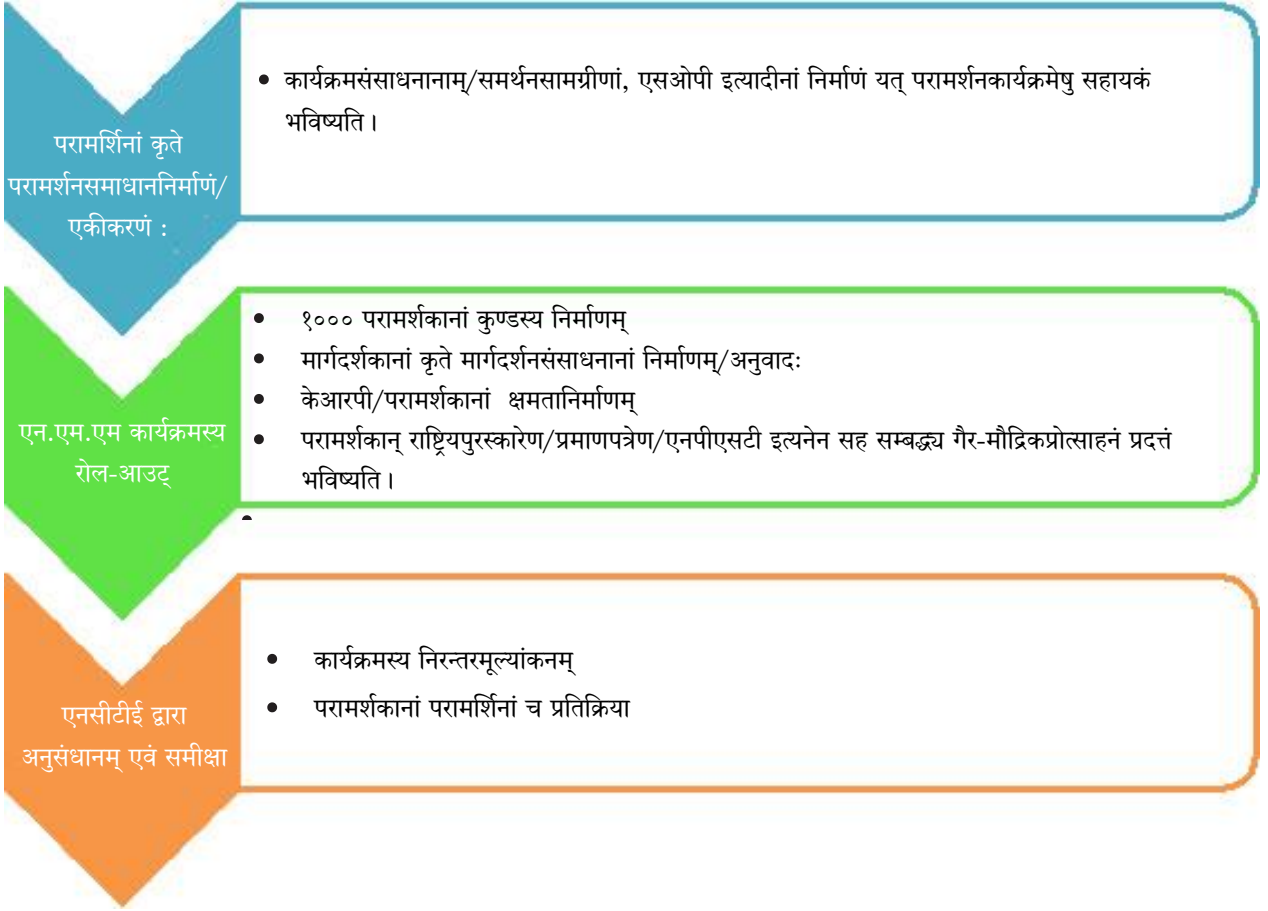 परामर्शिनां कृते
परामर्शनसमाधाननिर्माणं/
एकीकरणं :
• कार्यक्रमसंसाधनानाम्/समर्थनसामग्रीणां, एसओपी इत्यादीनां निर्माणं यत् परामर्शनकार्यक्रमेषु सहायकं
भविष्यति।
एन.एम.एम कार्यक्रमस्य
रोल-आउट्
• १००० परामर्शकानां कुण्डस्य निर्माणम्
• मार्गदर्शकानां कृते मार्गदर्शनसंसाधनानां निर्माणम्/अनुवादः
• केआरपी/परामर्शकानां क्षमतानिर्माणम्
• परामर्शकान् राष्ट्रियपुरस्कारेण/प्रमाणपत्रेण/एनपीएसटी इत्यनेन सह सम्बद्ध्य गैर-मौद्रिकप्रोत्साहनं प्रदत्तं
भविष्यति।
एनसीटीई द्वारा
अनुसंधानम् एवं समीक्षा
• कार्यक्रमस्य निरन्तरमूल्यांकनम्
• परामर्शकानां परामर्शिनां च प्रतिक्रिया